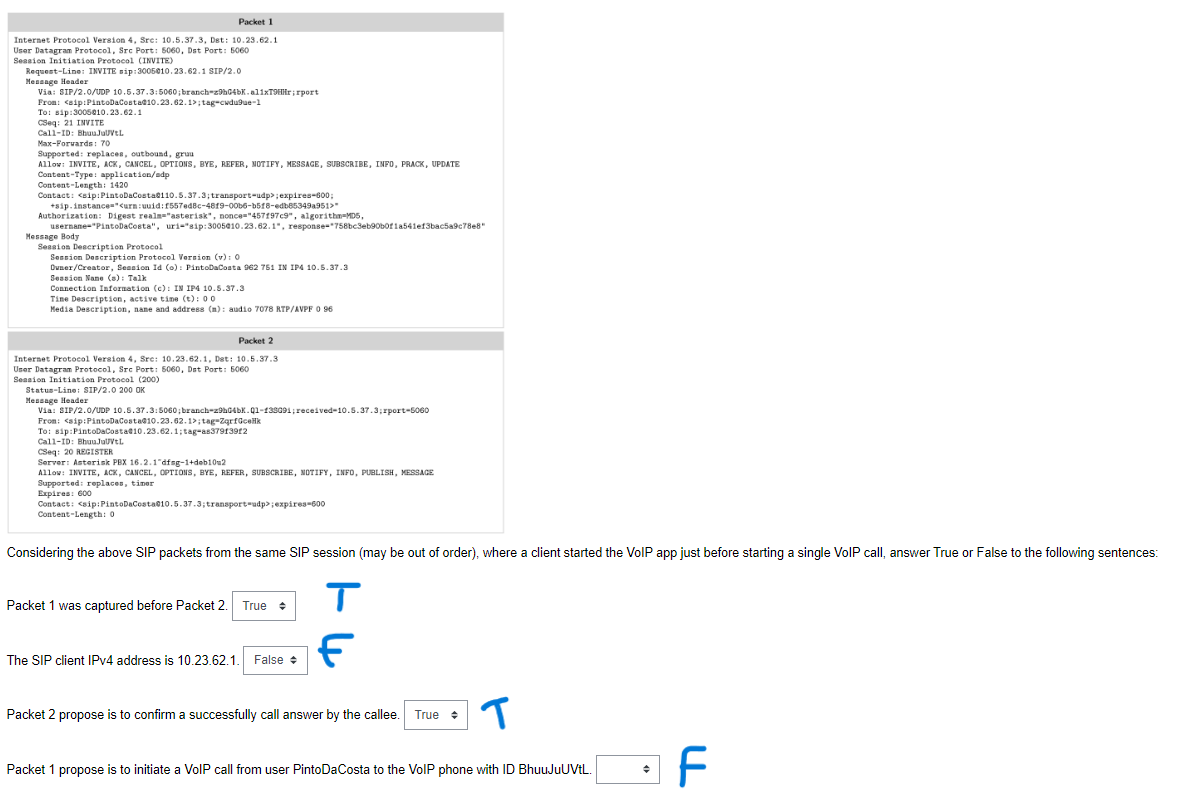 Packet 1
Internet Protocol Version 4, Src: 10.5.37.3, Dst: 10.23.62.1
User Datagram Protocol, Src Port: 5060, Dst Port: 5060
Session Initiation Protocol (INVITE)
Request-Line: INVITE sip:3005@10.23.62.1 SIP/2.0
Message Header
Via: SIP/2.0/UDP 10.5.37.3:5060;branch=z9hG4bK.al1xT9HHr;rport
From: <sip:PintoDaCosta@10.23.62.1>;tag=cwdu9ue-l
To: sip:3005@10.23.62.1
CSeq: 21 INVITE
Call-ID: BhuuJuUVtL
Max-Forwards: 70
Supported: replaces, outbound, gruu
Allow: INVITE, ACK, CANCEL, OPTIONS, BYE, REFER, NOTIFY, MESSAGE, SUBSCRIBE, INFO, PRACK, UPDATE
Content-Type: application/sdp
Content-Length: 1420
Contact: <sip:PintoDaCosta@110.5.37.3;transport=udp>;expires=600;
+sip.instance="<urn:uuid:f557ed8c-48f9-00b6-b5f8-edb85349a951>"
Authorization: Digest realm="asterisk", nonce="457f97c9", algorithm=MD5,
username="PintoDaCosta", uri="sip:3005@10.23.62.1", response="758bc3eb90b0f1a541ef3bac5a9c78e8"
Message Body
Session Description Protocol
Session Description Protocol Version (v): 0
Owner/Creator, Session Id (o): PintoDaCosta 962 751 IN IP4 10.5.37.3
Session Name (s): Talk
Connection Information (c): IN IP4 10.5.37.3
Time Description, active time (t): 0 0
Media Description, name and address (m): audio 7078 RTP/AVPF 0 96
Packet 2
Internet Protocol Version 4, Src: 10.23.62.1, Dst: 10.5.37.3
User Datagram Protocol, Src Port: 5060, Dst Port: 5060
Session Initiation Protocol (200)
Status-Line: SIP/2.0 200 OK
Message Header
Via: SIP/2.0/UDP 10.5.37.3:5060;branch=z9hG4bK.Ql-f3SG9i;received=10.5.37.3;rport=5060
From: <sip:PintoDaCosta@10.23.62.1>;tag=ZqrfGceHk
To: sip:PintoDaCosta@10.23.62.1;tag=as379f39f2
Call-ID: BhuuJuUVtL
CSeq: 20 REGISTER
Server: Asterisk PBX 16.2.1~dfsg-1+deb10u2
Allow: INVITE, ACK, CANCEL, OPTIONS, BYE, REFER, SUBSCRIBE, NOTIFY, INFO, PUBLISH, MESSAGE
Supported: replaces, timer
Expires: 600
Contact: <sip:PintoDaCosta@10.5.37.3;transport=udp>;expires=600
Content-Length: 0
Considering the above SIP packets from the same SIP session (may be out of order), where a client started the VoIP app just before starting a single VoIP call, answer True or False to the following sentences:
Packet 1 was captured before Packet 2. True T
The SIP client IPv4 address is 10.23.62.1. False F
Packet 2 propose is to confirm a successfully call answer by the callee. True T
Packet 1 propose is to initiate a VoIP call from user PintoDaCosta to the VoIP phone with ID BhuuJuUVtL. F